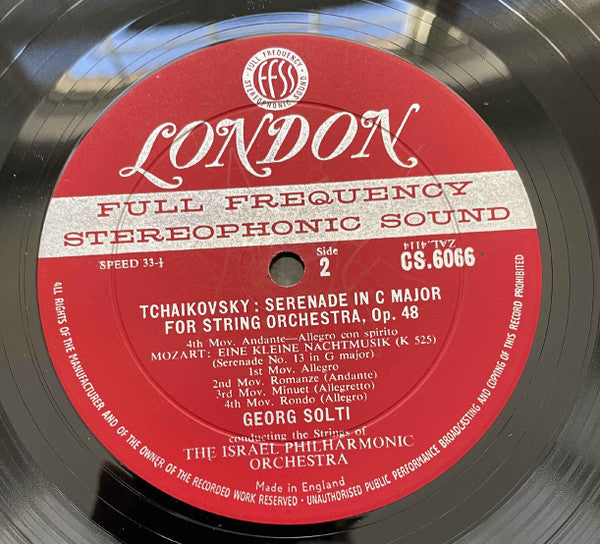 FULL FREQUENCY
FFSS
STEREOPHONIC SOUND
LONDON
FULL FREQUENCY
STEREOPHONIC SOUND
SPEED 33⅓
Side
2
ZAL.4114
CS.6066
TCHAIKOVSKY : SERENADE IN C MAJOR
FOR STRING ORCHESTRA, Op. 48
4th Mov. Andante—Allegro con spirito
MOZART: EINE KLEINE NACHTMUSIK (K 525)
(Serenade No. 13 in G major)
1st Mov. Allegro
2nd Mov. Romanze (Andante)
3rd Mov. Minuet (Allegretto)
4th Mov. Rondo (Allegro)
GEORG SOLTI
conducting the Strings of
THE ISRAEL PHILHARMONIC
ORCHESTRA
Made in England
ALL RIGHTS OF THE MANUFACTURER AND OF THE OWNER OF THE RECORDED WORK RESERVED · UNAUTHORISED PUBLIC PERFORMANCE BROADCASTING AND COPYING OF THIS RECORD PROHIBITED